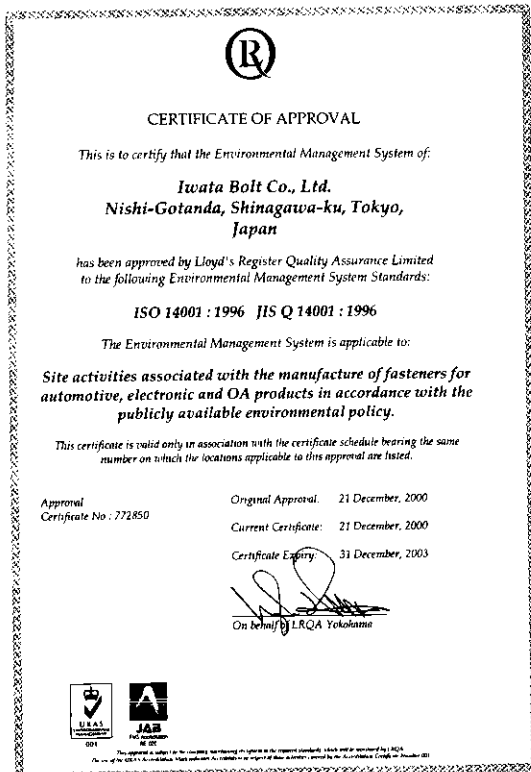 LRQ
CERTIFICATE OF APPROVAL
This is to certify that the Environmental Management System of:
Iwata Bolt Co., Ltd.
Nishi-Gotanda, Shinagawa-ku, Tokyo,
Japan
has been approved by Lloyd's Register Quality Assurance Limited
to the following Environmental Management System Standards:
ISO 14001 : 1996 JIS Q 14001 : 1996
The Environmental Management System is applicable to:
Site activities associated with the manufacture of fasteners for
automotive, electronic and OA products in accordance with the
publicly available environmental policy.
This certificate is valid only in association with the certificate schedule bearing the same
number on which the locations applicable to this approval are listed.
Approval
Certificate No : 772850
Original Approval: 21 December, 2000
Current Certificate: 21 December, 2000
Certificate Expiry: 31 December, 2003
On behalf of LRQA Yokohama
UKAS
ENVIRONMENTAL
MANAGEMENT
001
JAB